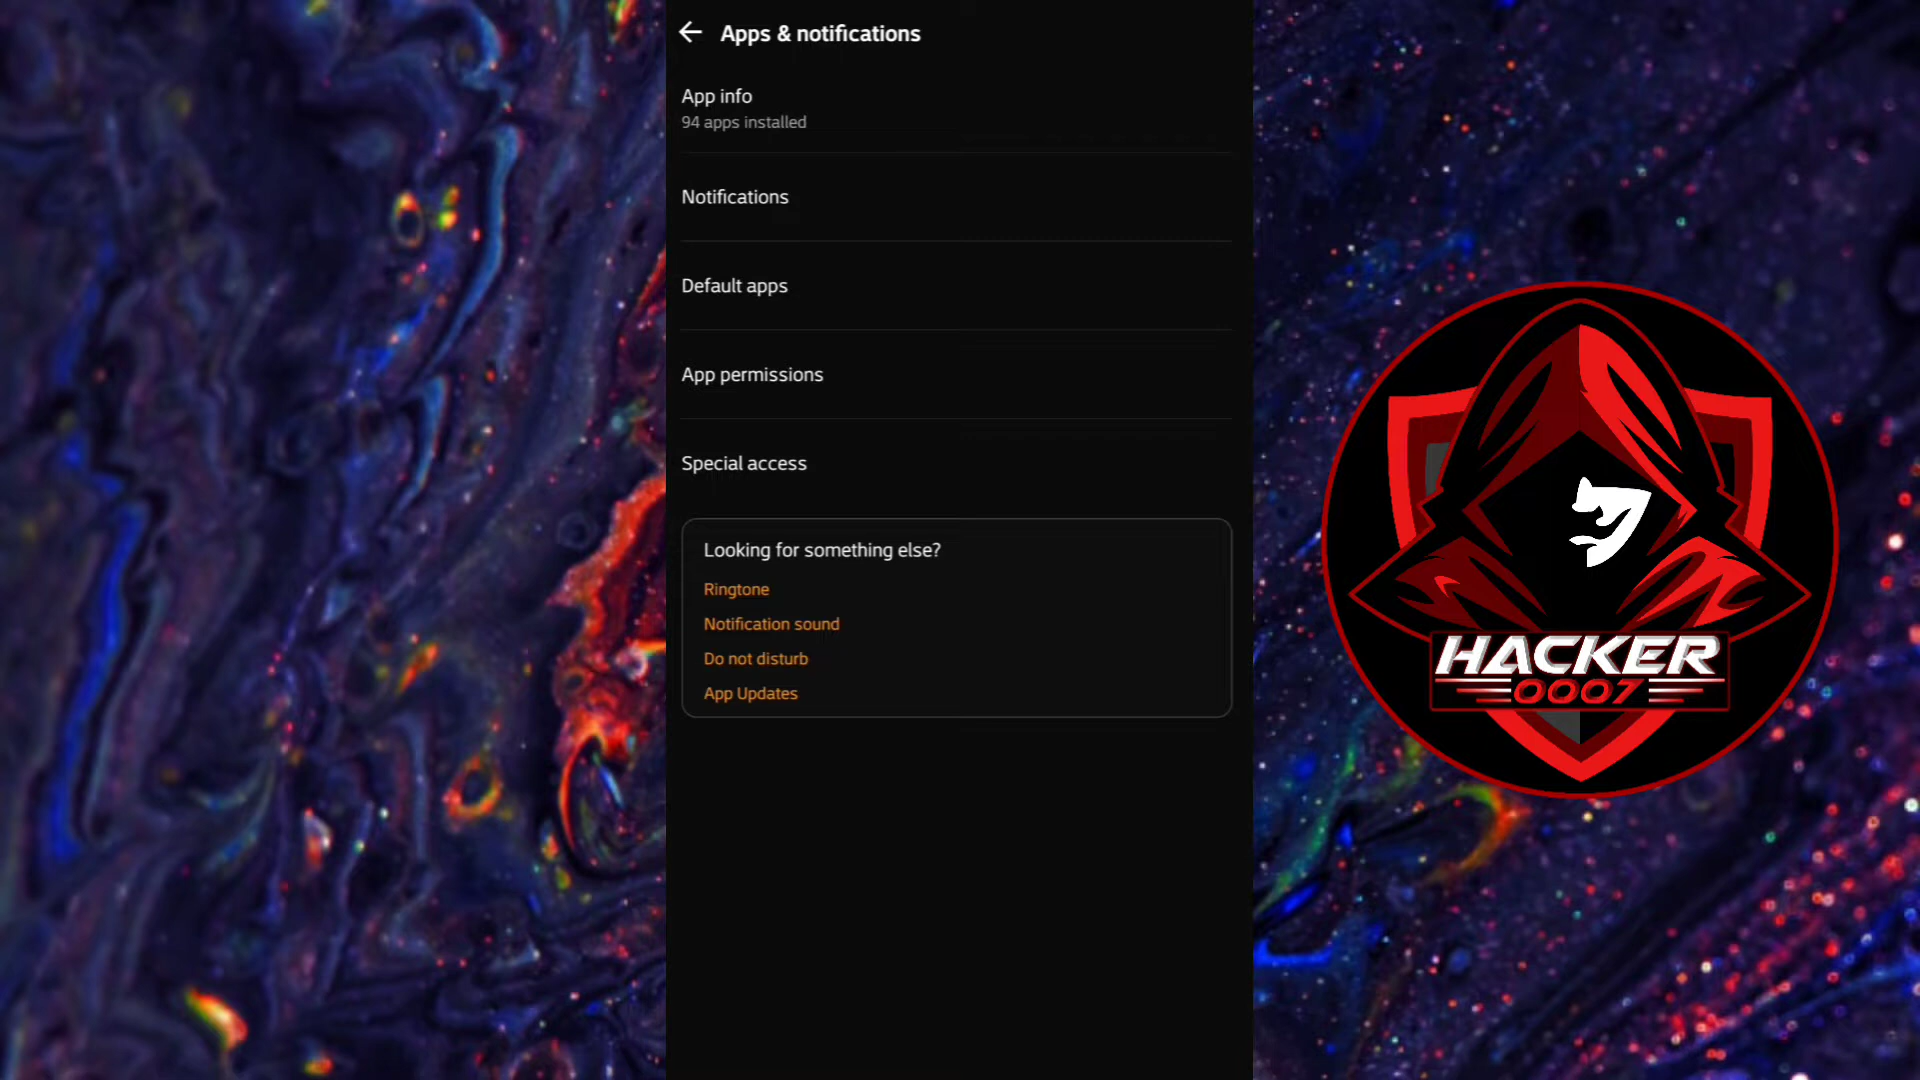 Apps & notifications
App info
94 apps installed
Notifications
Default apps
App permissions
Special access
Looking for something else?
Ringtone
Notification sound
Do not disturb
App Updates
HACKER
0007